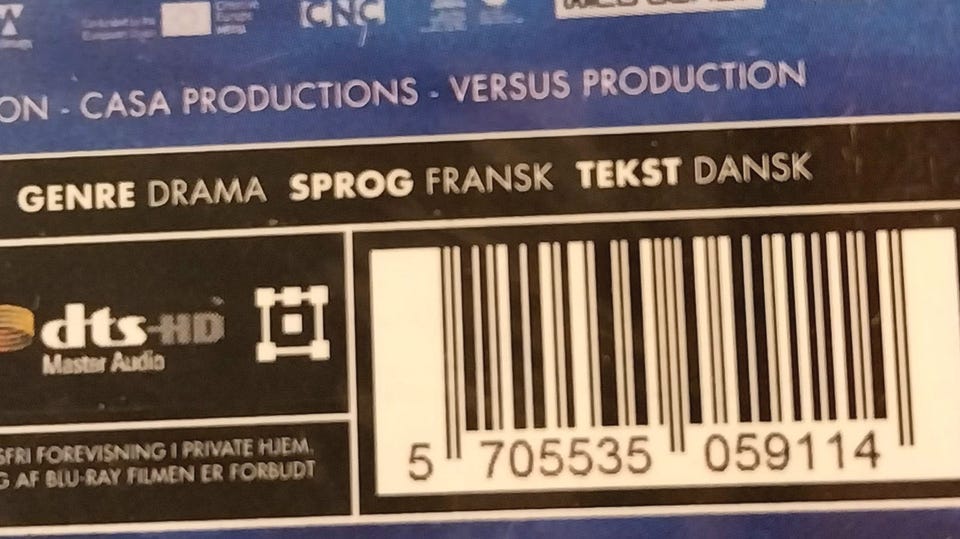 CNC
ON - CASA PRODUCTIONS - VERSUS PRODUCTION
GENRE DRAMA SPROG FRANSK TEKST DANSK
dts-HD
Master Audio
SFRI FOREVISNING I PRIVATE HJEM.
G AF BLU-RAY FILMEN ER FORBUDT
5 705535 059114